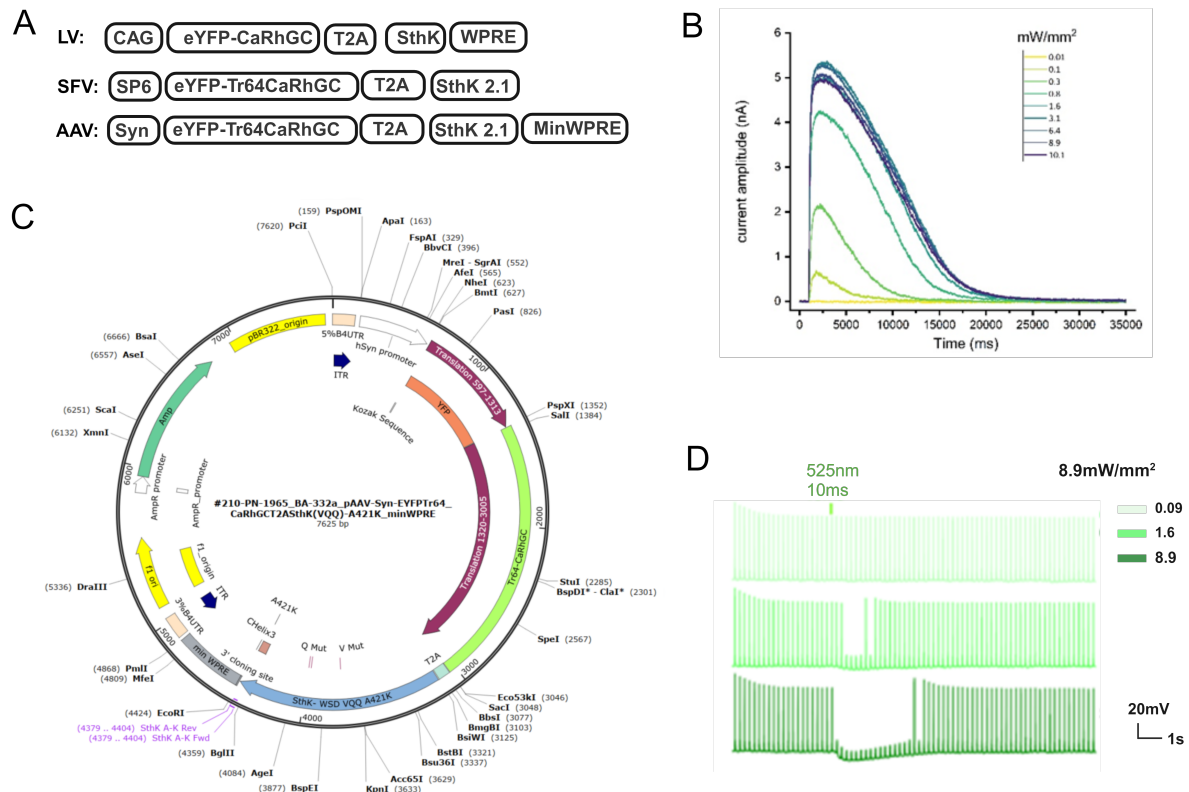 A
LV: CAG eYFP-CaRhGC T2A SthK WPRE
SFV: SP6 eYFP-Tr64CaRhGC T2A SthK 2.1
AAV: Syn eYFP-Tr64CaRhGC T2A SthK 2.1 MinWPRE
B
mW/mm²
0.01
0.1
0.3
0.8
1.6
3.1
6.4
8.9
10.1
current amplitude (nA)
6
5
4
3
2
1
0
0 5000 10000 15000 20000 25000 30000 35000
Time (ms)
C
(159) PspOMI
(7620) PciI
ApaI (163)
FspAI (329)
BbvCI (396)
MreI - SgrAI (552)
AfeI (565)
NheI (623)
BmtI (627)
PasI (826)
PspXI (1352)
SalI (1384)
StuI (2285)
BspDI* - ClaI* (2301)
SpeI (2567)
Eco53kI (3046)
SacI (3048)
BbsI (3077)
BmgBI (3103)
BsiWI (3125)
BstBI (3321)
Bsu36I (3337)
Acc65I (3629)
KpnI (3633)
(3877) BspEI
(4084) AgeI
(4359) BglII
(4379 .. 4404) SthK A-K Fwd
(4379 .. 4404) SthK A-K Rev
(4424) EcoRI
(4809) MfeI
(4868) PmlI
(5336) DraIII
(6132) XmnI
(6251) ScaI
(6557) AseI
(6666) BsaI
1000
2000
3000
4000
5000
6000
7000
pBR322_origin
5%B4UTR
ITR
hSyn promoter
Translation 597-1313
YFP
Kozak Sequence
Translation 1320-3005
Tr64-CaRhGC
T2A
SthK- WSD VQQ A421K
V Mut
Q Mut
A421K
CHelix3
3' cloning site
min WPRE
3%B4UTR
ITR
f1_origin
f1 ori
AmpR promoter
AmpR_promoter
Amp
#210-PN-1965_BA-332a_pAAV-Syn-EYFPTr64_
CaRhGCT2ASthK(VQQ)-A421K_minWPRE
7625 bp
D
525nm
10ms
8.9mW/mm²
0.09
1.6
8.9
20mV
1s